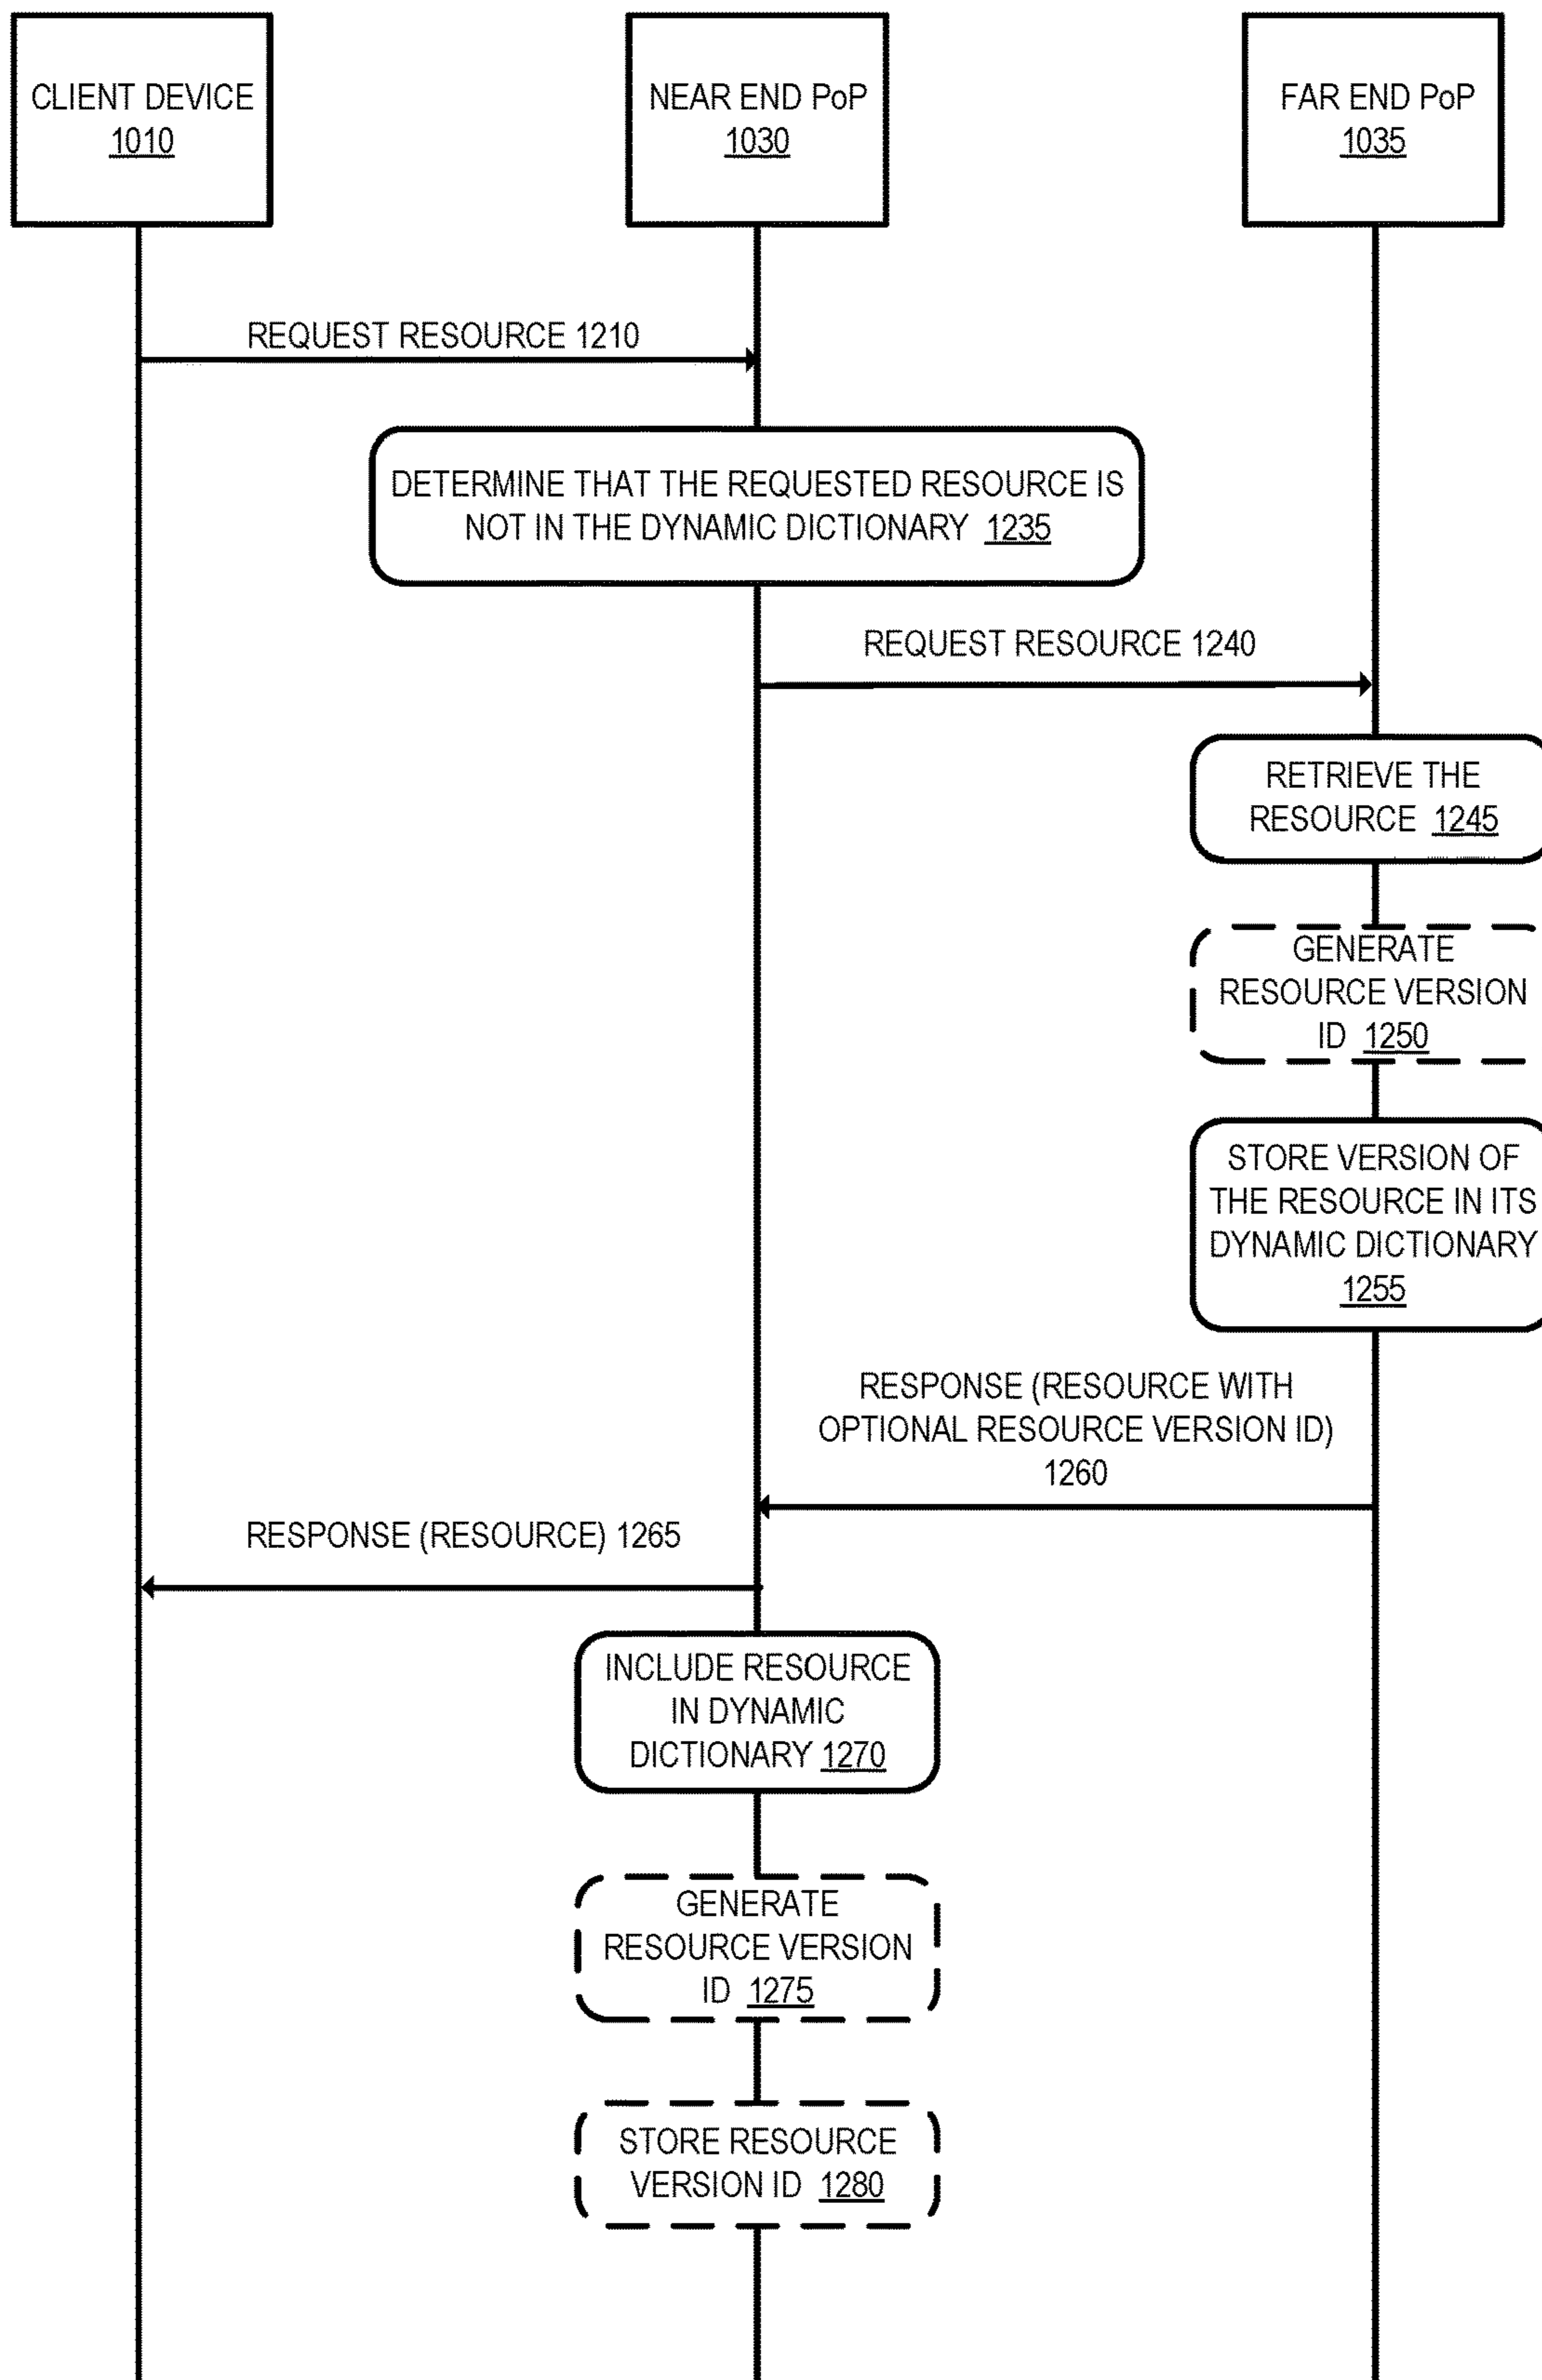 CLIENT DEVICE
1010
NEAR END PoP
1030
FAR END PoP
1035
REQUEST RESOURCE 1210
DETERMINE THAT THE REQUESTED RESOURCE IS
NOT IN THE DYNAMIC DICTIONARY 1235
REQUEST RESOURCE 1240
RETRIEVE THE
RESOURCE 1245
GENERATE
RESOURCE VERSION
ID 1250
STORE VERSION OF
THE RESOURCE IN ITS
DYNAMIC DICTIONARY
1255
RESPONSE (RESOURCE WITH
OPTIONAL RESOURCE VERSION ID)
1260
RESPONSE (RESOURCE) 1265
INCLUDE RESOURCE
IN DYNAMIC
DICTIONARY 1270
GENERATE
RESOURCE VERSION
ID 1275
STORE RESOURCE
VERSION ID 1280